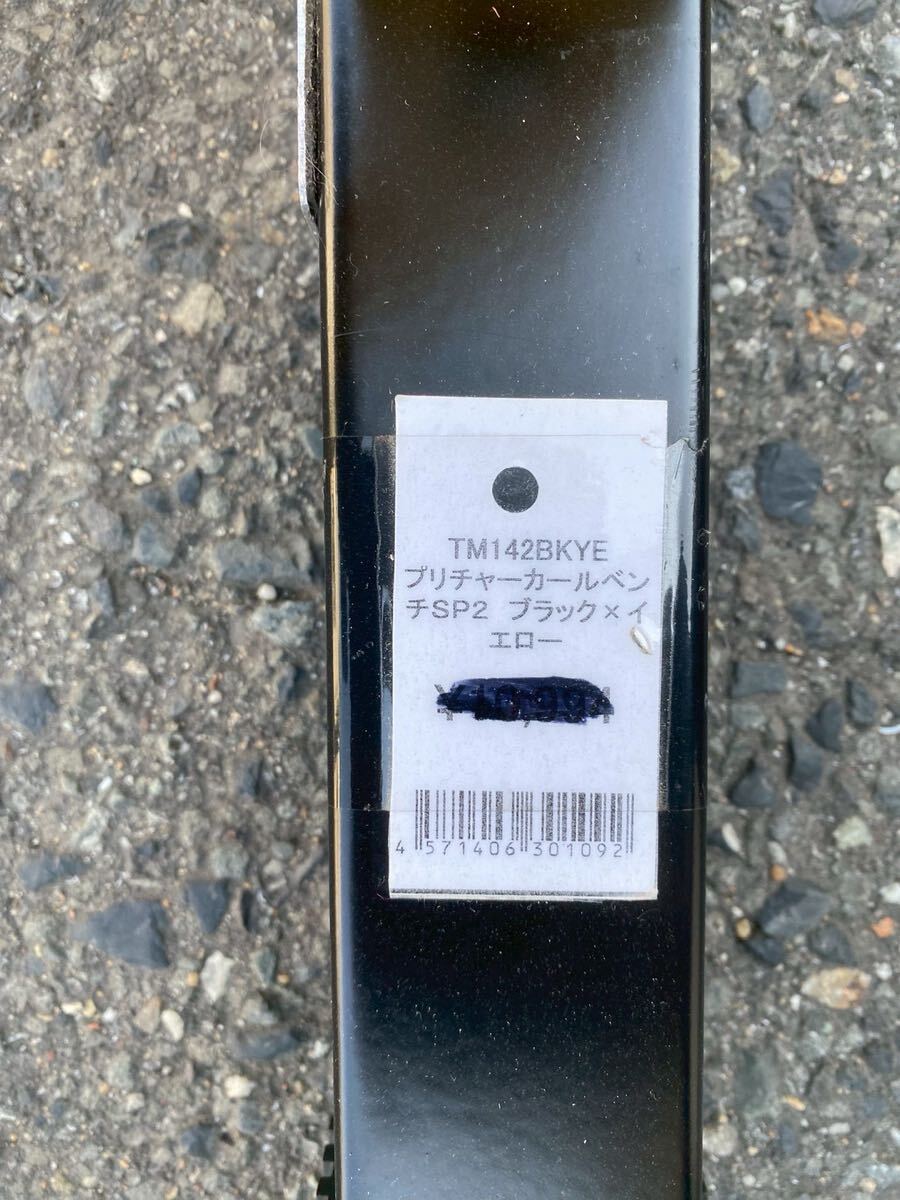 TM142BKYE
プリチャーカールベン
チSP2 ブラック×イ
エロー
4 571406 301092